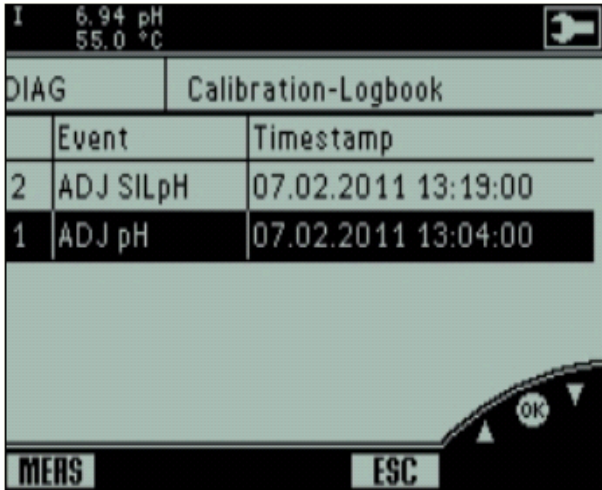 I 6.94 pH
55.0 °C
DIAG Calibration-Logbook
Event Timestamp
2 ADJ SILpH 07.02.2011 13:19:00
1 ADJ pH 07.02.2011 13:04:00
OK
MEAS ESC